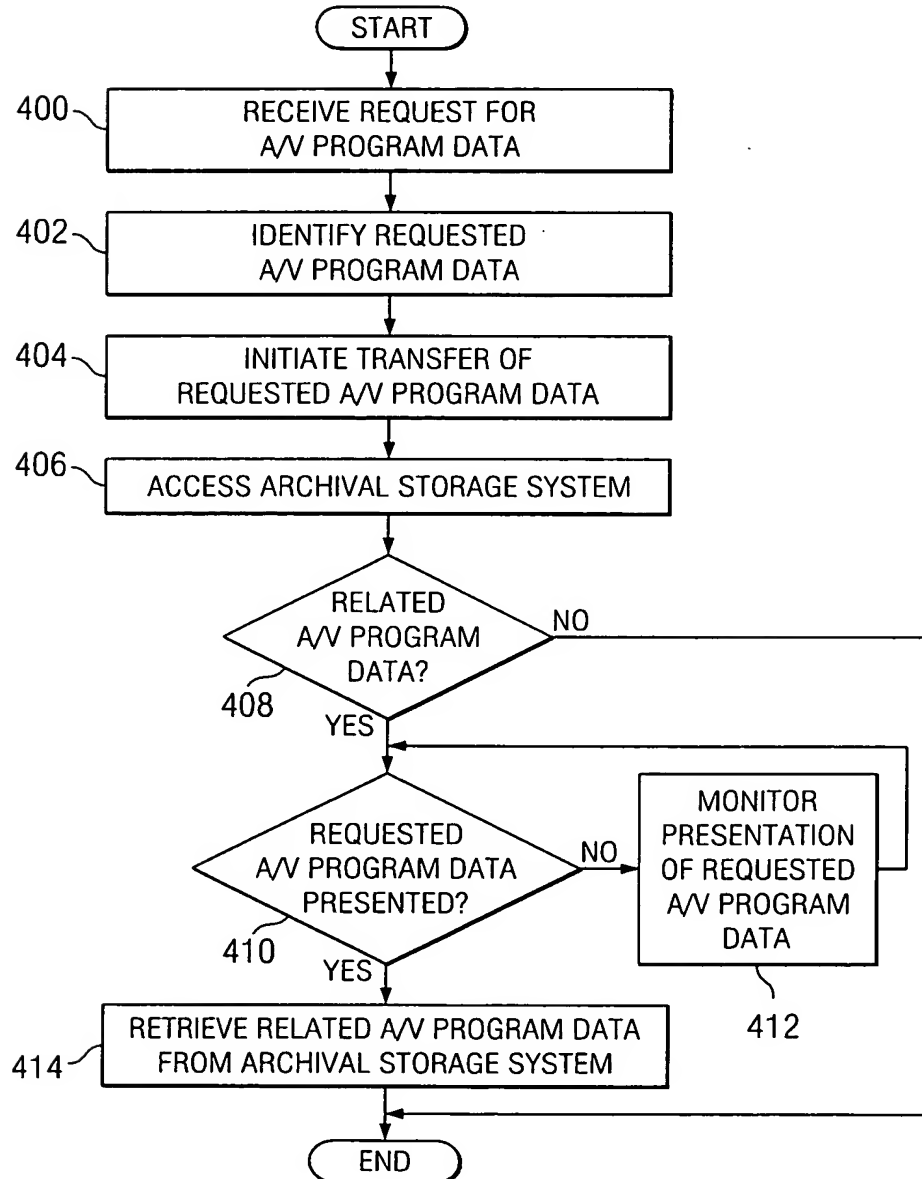 START
400
RECEIVE REQUEST FOR
A/V PROGRAM DATA
402
IDENTIFY REQUESTED
A/V PROGRAM DATA
404
INITIATE TRANSFER OF
REQUESTED A/V PROGRAM DATA
406
ACCESS ARCHIVAL STORAGE SYSTEM
RELATED
A/V PROGRAM
DATA?
NO
408
YES
REQUESTED
A/V PROGRAM DATA
PRESENTED?
NO
410
YES
MONITOR
PRESENTATION
OF REQUESTED
A/V PROGRAM
DATA
412
RETRIEVE RELATED A/V PROGRAM DATA
FROM ARCHIVAL STORAGE SYSTEM
414
END